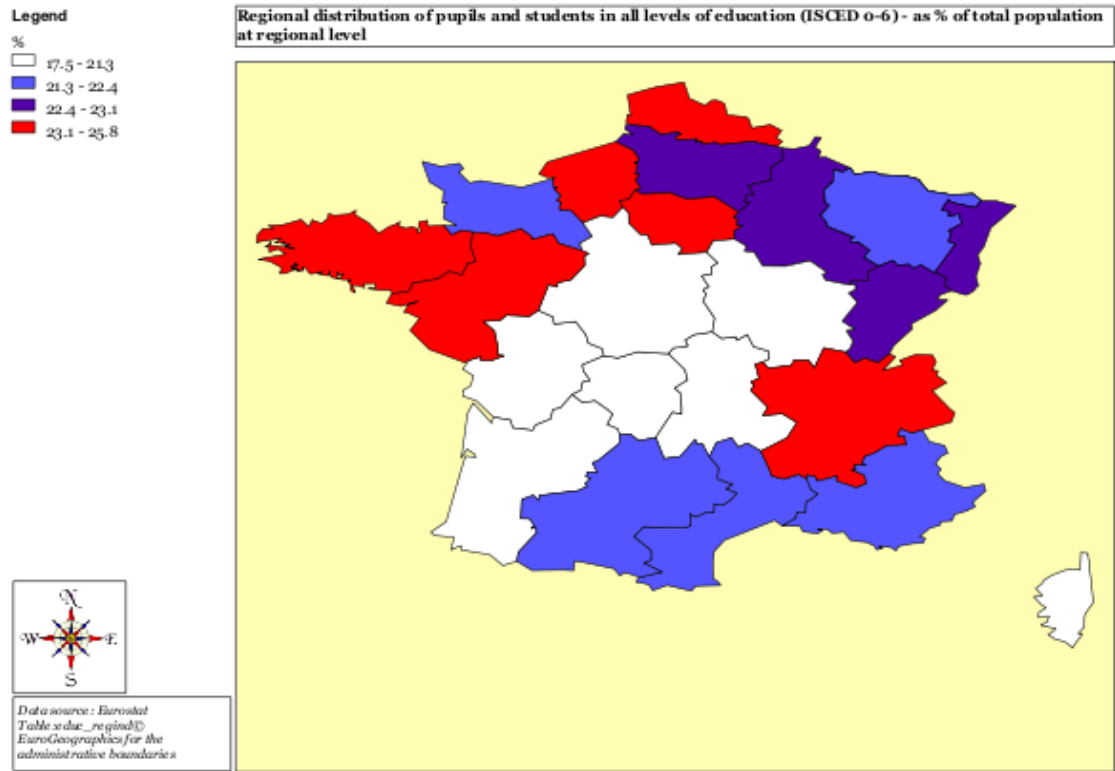 Legend
%
17.5 - 21.3
21.3 - 22.4
22.4 - 23.1
23.1 - 25.8
Regional distribution of pupils and students in all levels of education (ISCED 0-6) - as % of total population
at regional level
N
W E
S
Data source : Eurostat
Table :educ_regind©
EuroGeographics for the
administrative boundaries